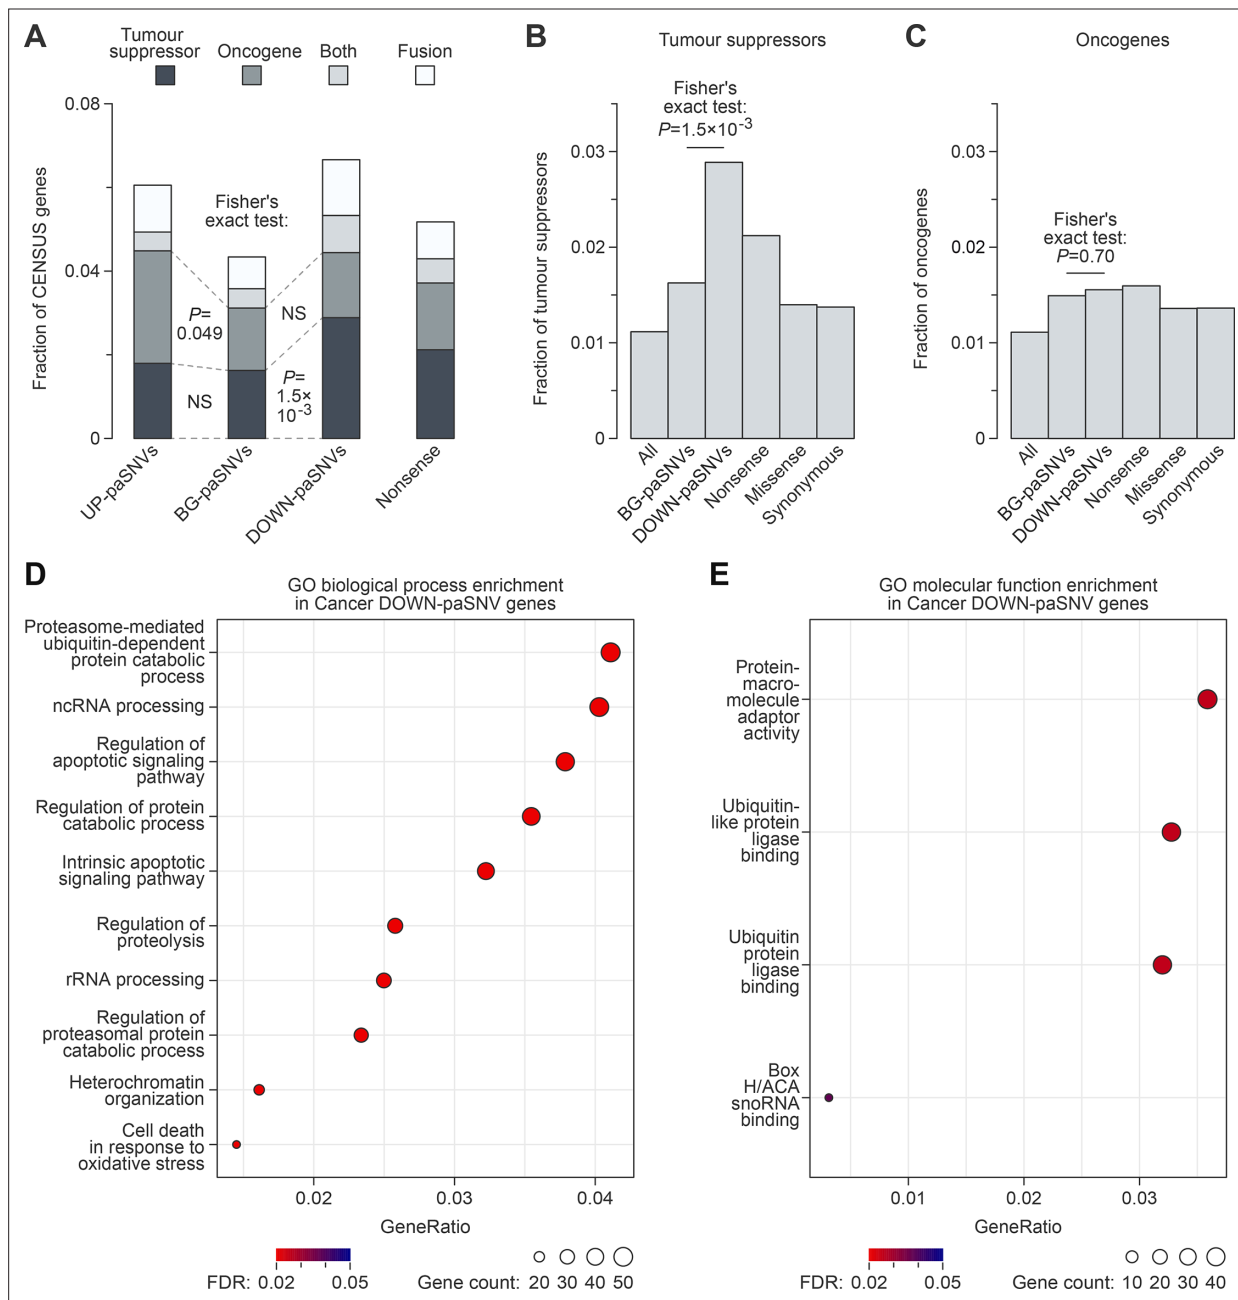 A
Tumour
suppressor
Oncogene
Both
Fusion
0.08
0.04
0
Fraction of CENSUS genes
Fisher's
exact test:
P=
0.049
NS
NS
P=
1.5×
10-3
UP-paSNVs
BG-paSNVs
DOWN-paSNVs
Nonsense
B
Tumour suppressors
Fisher's
exact test:
P=1.5×10-3
0.03
0.02
0.01
0
Fraction of tumour suppressors
All
BG-paSNVs
DOWN-paSNVs
Nonsense
Missense
Synonymous
C
Oncogenes
Fisher's
exact test:
P=0.70
0.03
0.02
0.01
0
Fraction of oncogenes
All
BG-paSNVs
DOWN-paSNVs
Nonsense
Missense
Synonymous
D
GO biological process enrichment
in Cancer DOWN-paSNV genes
Proteasome-mediated
ubiquitin-dependent
protein catabolic
process
ncRNA processing
Regulation of
apoptotic signaling
pathway
Regulation of protein
catabolic process
Intrinsic apoptotic
signaling pathway
Regulation of
proteolysis
rRNA processing
Regulation of
proteasomal protein
catabolic process
Heterochromatin
organization
Cell death
in response to
oxidative stress
0.02 0.03 0.04
GeneRatio
FDR: 0.02 0.05
Gene count: 20 30 40 50
E
GO molecular function enrichment
in Cancer DOWN-paSNV genes
Protein-
macro-
molecule
adaptor
activity
Ubiquitin-
like protein
ligase
binding
Ubiquitin
protein
ligase
binding
Box
H/ACA
snoRNA
binding
0.01 0.02 0.03
GeneRatio
FDR: 0.02 0.05
Gene count: 10 20 30 40